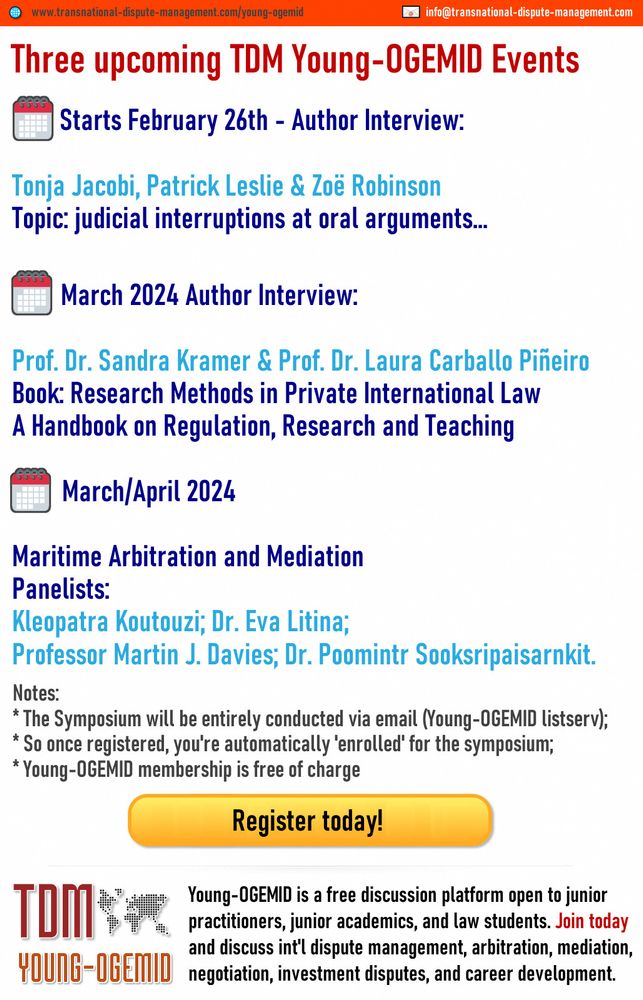 www.transnational-dispute-management.com/young-ogemid
info@transnational-dispute-management.com
Three upcoming TDM Young-OGEMID Events
Starts February 26th - Author Interview:
Tonja Jacobi, Patrick Leslie & Zoë Robinson
Topic: judicial interruptions at oral arguments...
March 2024 Author Interview:
Prof. Dr. Sandra Kramer & Prof. Dr. Laura Carballo Piñeiro
Book: Research Methods in Private International Law
A Handbook on Regulation, Research and Teaching
March/April 2024
Maritime Arbitration and Mediation
Panelists:
Kleopatra Koutouzi; Dr. Eva Litina;
Professor Martin J. Davies; Dr. Poomintr Sooksripaisarnkit.
Notes:
* The Symposium will be entirely conducted via email (Young-OGEMID listserv);
* So once registered, you're automatically 'enrolled' for the symposium;
* Young-OGEMID membership is free of charge
Register today!
TDM
YOUNG-OGEMID
Young-OGEMID is a free discussion platform open to junior
practitioners, junior academics, and law students. Join today
and discuss int'l dispute management, arbitration, mediation,
negotiation, investment disputes, and career development.